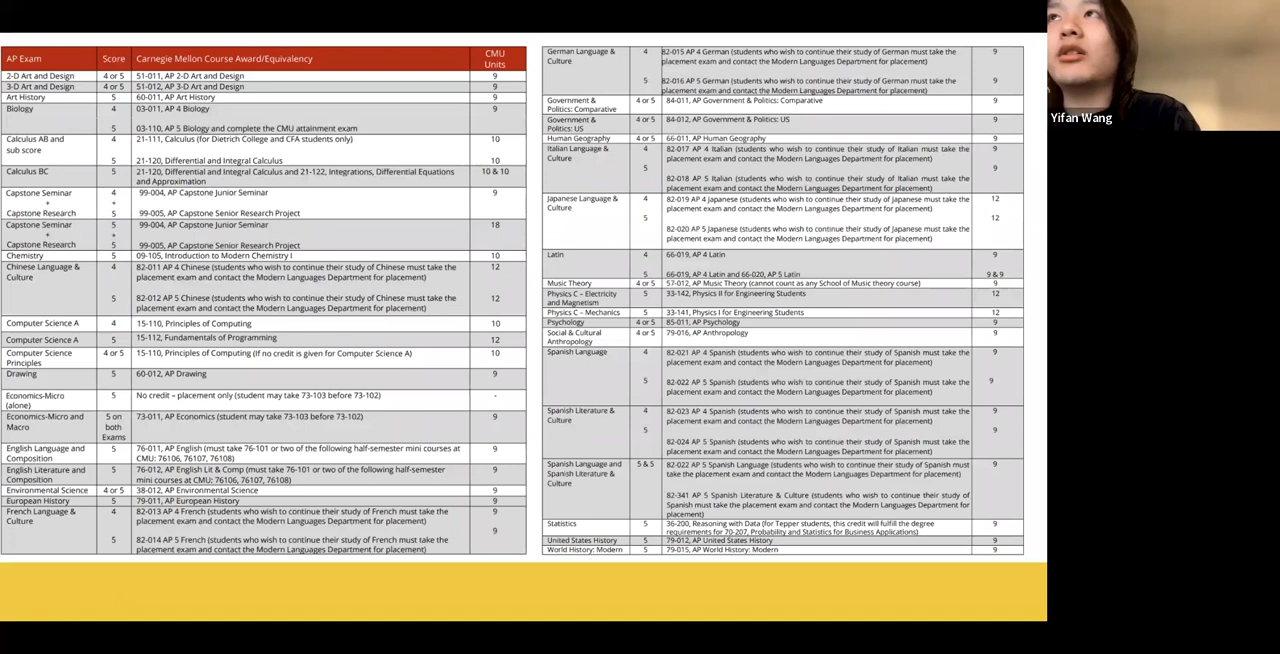 AP Exam Score Carnegie Mellon Course Award/Equivalency CMU Units
2-D Art and Design 4 or 5 51-011, AP 2-D Art and Design 9
3-D Art and Design 4 or 5 51-012, AP 3-D Art and Design 9
Art History 5 60-011, AP Art History 9
Biology 4 03-011, AP 4 Biology 9
5 03-110, AP 5 Biology and complete the CMU attainment exam
Calculus AB and 4 21-111, Calculus (for Dietrich College and CFA students only) 10
sub score
5 21-120, Differential and Integral Calculus 10
Calculus BC 5 21-120, Differential and Integral Calculus and 21-122, Integrations, Differential Equations 10 & 10
and Approximation
Capstone Seminar 4 99-004, AP Capstone Junior Seminar 9
+ +
Capstone Research 5 99-005, AP Capstone Senior Research Project
Capstone Seminar 5 99-004, AP Capstone Junior Seminar 18
+ +
Capstone Research 5 99-005, AP Capstone Senior Research Project
Chemistry 5 09-105, Introduction to Modern Chemistry I 10
Chinese Language & 4 82-011 AP 4 Chinese (students who wish to continue their study of Chinese must take the 12
Culture placement exam and contact the Modern Languages Department for placement)
5 82-012 AP 5 Chinese (students who wish to continue their study of Chinese must take the 12
placement exam and contact the Modern Languages Department for placement)
Computer Science A 4 15-110, Principles of Computing 10
Computer Science A 5 15-112, Fundamentals of Programming 12
Computer Science 4 or 5 15-110, Principles of Computing (If no credit is given for Computer Science A) 10
Principles
Drawing 5 60-012, AP Drawing 9
Economics-Micro 5 No credit – placement only (student may take 73-103 before 73-102) -
(alone)
Economics-Micro and 5 on 73-011, AP Economics (student may take 73-103 before 73-102) 9
Macro both
Exams
English Language and 5 76-011, AP English (must take 76-101 or two of the following half-semester mini courses at 9
Composition CMU: 76106, 76107, 76108)
English Literature and 5 76-012, AP English Lit & Comp (must take 76-101 or two of the following half-semester 9
Composition mini courses at CMU: 76106, 76107, 76108)
Environmental Science 4 or 5 38-012, AP Environmental Science 9
European History 5 79-011, AP European History 9
French Language & 4 82-013 AP 4 French (students who wish to continue their study of French must take the 9
Culture placement exam and contact the Modern Languages Department for placement)
9
5 82-014 AP 5 French (students who wish to continue their study of French must take the
placement exam and contact the Modern Languages Department for placement)
German Language & 4 82-015 AP 4 German (students who wish to continue their study of German must take the 9
Culture placement exam and contact the Modern Languages Department for placement)
5 82-016 AP 5 German (students who wish to continue their study of German must take the 9
placement exam and contact the Modern Languages Department for placement)
Government & 4 or 5 84-011, AP Government & Politics: Comparative 9
Politics: Comparative
Government & 4 or 5 84-012, AP Government & Politics: US 9
Politics: US
Human Geography 4 or 5 66-011, AP Human Geography 9
Italian Language & 4 82-017 AP 4 Italian (students who wish to continue their study of Italian must take the 9
Culture placement exam and contact the Modern Languages Department for placement)
5 9
82-018 AP 5 Italian (students who wish to continue their study of Italian must take the
placement exam and contact the Modern Languages Department for placement)
Japanese Language & 4 82-019 AP 4 Japanese (students who wish to continue their study of Japanese must take the 12
Culture placement exam and contact the Modern Languages Department for placement)
5 12
82-020 AP 5 Japanese (students who wish to continue their study of Japanese must take the
placement exam and contact the Modern Languages Department for placement)
Latin 4 66-019, AP 4 Latin 9
5 66-019, AP 4 Latin and 66-020, AP 5 Latin 9 & 9
Music Theory 4 or 5 57-012, AP Music Theory (cannot count as any School of Music theory course) 9
Physics C – Electricity 5 33-142, Physics II for Engineering Students 12
and Magnetism
Physics C – Mechanics 5 33-141, Physics I for Engineering Students 12
Psychology 4 or 5 85-011, AP Psychology 9
Social & Cultural 4 or 5 79-016, AP Anthropology 9
Anthropology
Spanish Language 4 82-021 AP 4 Spanish (students who wish to continue their study of Spanish must take the 9
placement exam and contact the Modern Languages Department for placement)
5 82-022 AP 5 Spanish (students who wish to continue their study of Spanish must take the 9
placement exam and contact the Modern Languages Department for placement)
Spanish Literature & 4 82-023 AP 4 Spanish (students who wish to continue their study of Spanish must take the 9
Culture placement exam and contact the Modern Languages Department for placement)
5 9
82-024 AP 5 Spanish (students who wish to continue their study of Spanish must take the
placement exam and contact the Modern Languages Department for placement)
Spanish Language and 5 & 5 82-022 AP 5 Spanish Language (students who wish to continue their study of Spanish must 9
Spanish Literature & take the placement exam and contact the Modern Languages Department for placement)
Culture
82-341 AP 5 Spanish Literature & Culture (students who wish to continue their study of
Spanish must take the placement exam and contact the Modern Languages Department for
placement)
Statistics 5 36-200, Reasoning with Data (for Tepper students, this credit will fulfill the degree 9
requirements for 70-207, Probability and Statistics for Business Applications)
United States History 5 79-012, AP United States History 9
World History: Modern 5 79-015, AP World History: Modern 9
Yifan Wang